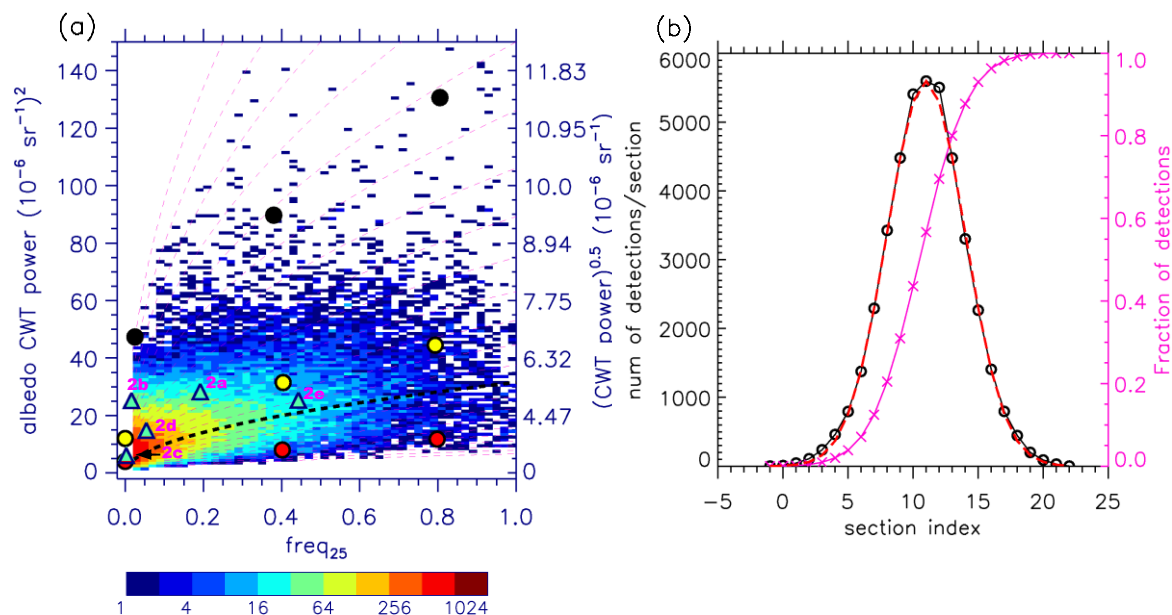 (a)
albedo CWT power (10⁻⁶ sr⁻¹)²
140
120
100
80
60
40
20
0
11.83
10.95
10.0
8.94
7.75
6.32
4.47
0
(CWT power)^0.5 (10⁻⁶ sr⁻¹)
2b
2a
2e
2d
2c
0.0 0.2 0.4 0.6 0.8 1.0
freq₂₅
1 4 16 64 256 1024
(b)
num of detections/section
6000
5000
4000
3000
2000
1000
0
1.0
0.8
0.6
0.4
0.2
0.0
Fraction of detections
−5 0 5 10 15 20 25
section index